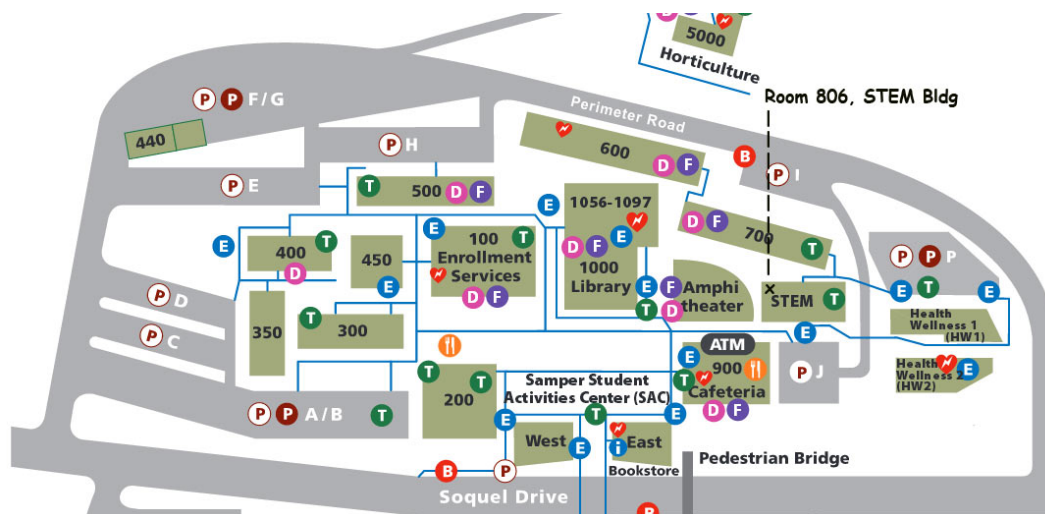 5000
Horticulture
Room 806, STEM Bldg
P P F/G
Perimeter Road
440
600
D F
B
P I
P H
P E
T
500 D F
1056-1097
E
E
E
D F
700
T
400 T
D
450
E
100 T
Enrollment
Services
D F
D F E
1000
Library
E F
T D
Amphi
theater
P P P
E T E
STEM T
P D
P C
350
T
300
Health
Wellness 1
(HW1)
E
ATM
E 900
T Cafeteria
D F
P J
Health
Wellness 2
(HW2)
E
T T
200
Samper Student
Activities Center (SAC)
P P A/B T
E T E
West E
i East
Bookstore
Pedestrian Bridge
B P
Soquel Drive
B